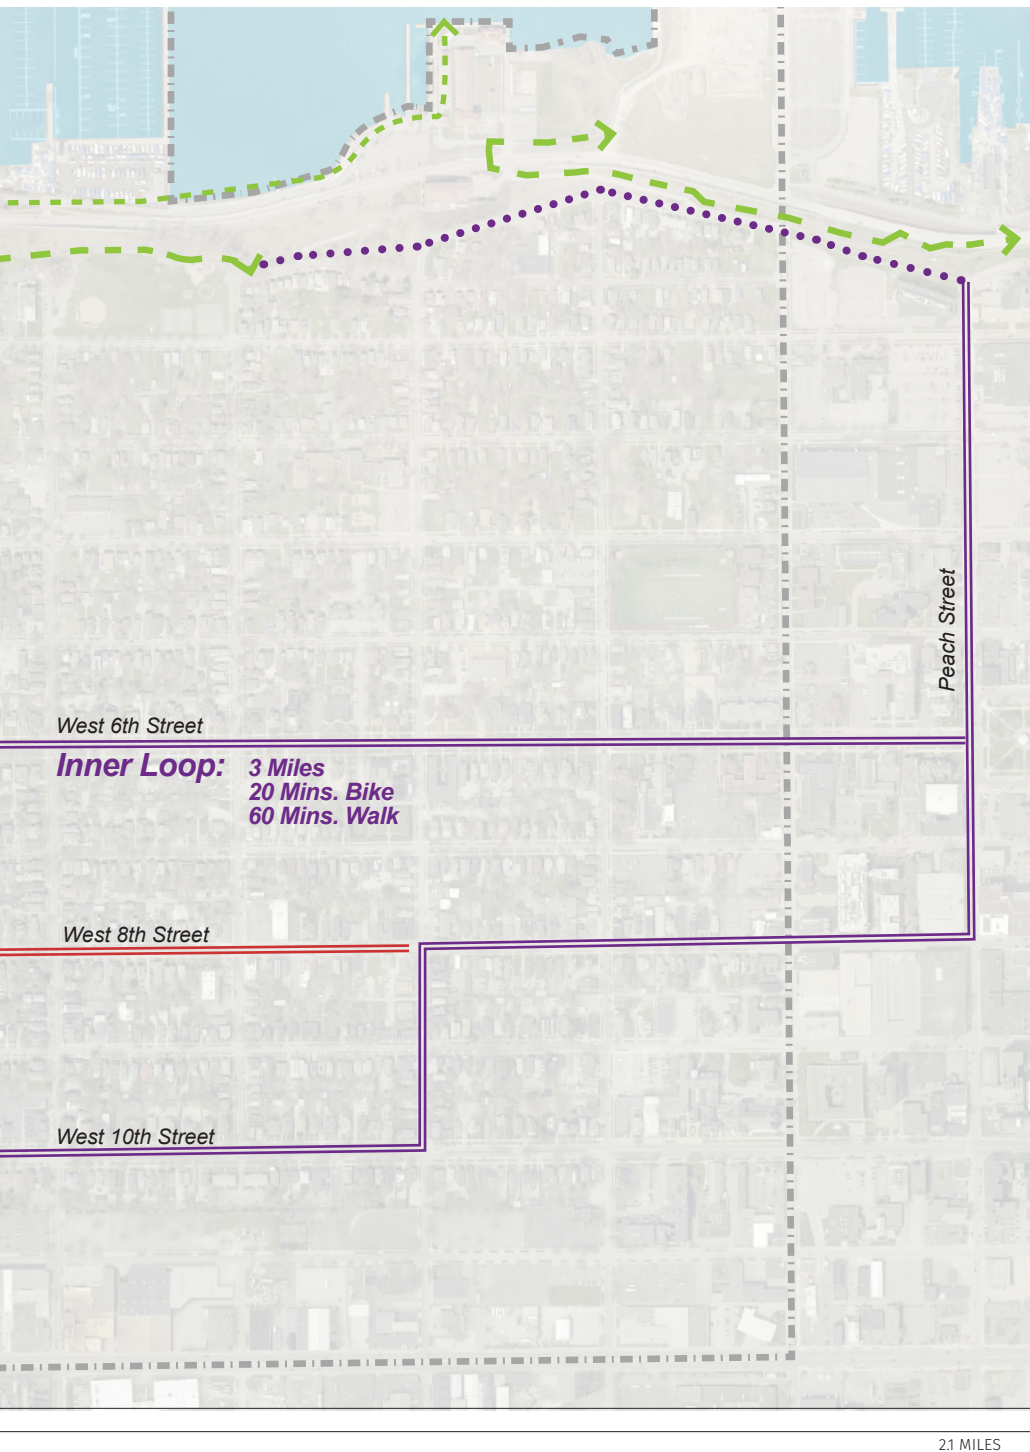 Peach Street
West 6th Street
Inner Loop: 3 Miles
20 Mins. Bike
60 Mins. Walk
West 8th Street
West 10th Street
2.1 MILES